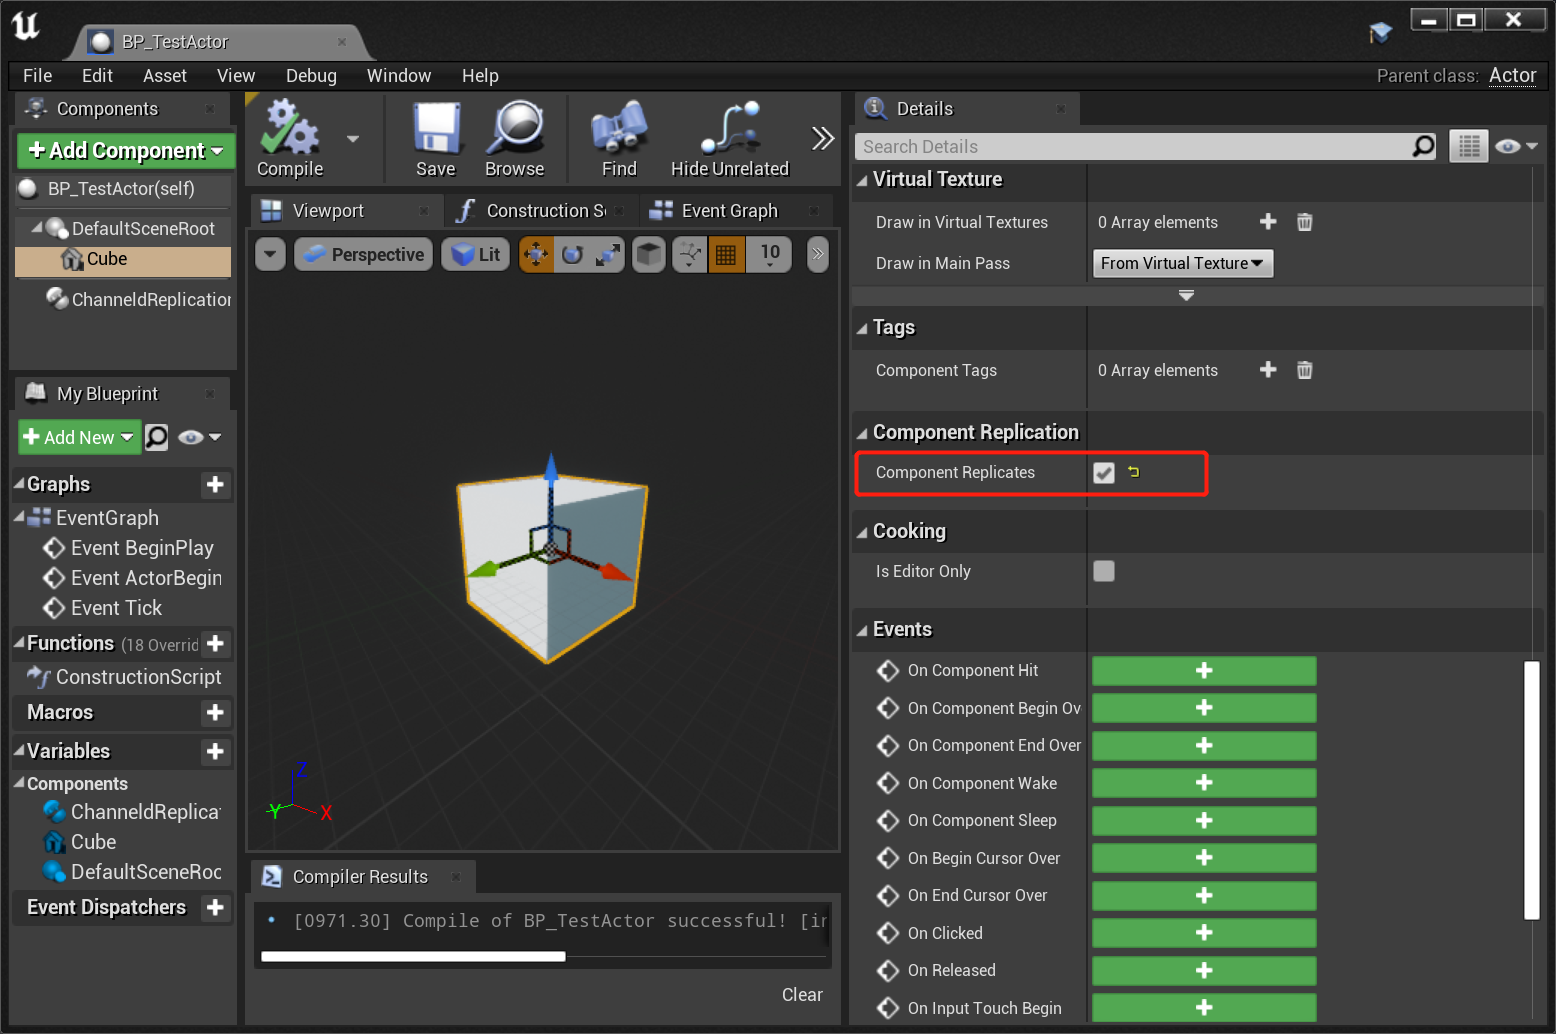 BP_TestActor
File Edit Asset View Debug Window Help
Parent class: Actor
Components
Add Component
BP_TestActor(self)
DefaultSceneRoot
Cube
ChanneldReplication
My Blueprint
Add New
Graphs
EventGraph
Event BeginPlay
Event ActorBegin
Event Tick
Functions (18 Overrid
ConstructionScript
Macros
Variables
Components
ChanneldReplicat
Cube
DefaultSceneRoo
Event Dispatchers
Compile
Save
Browse
Find
Hide Unrelated
Viewport
Construction S
Event Graph
Perspective
Lit
10
Z
Y
X
Compiler Results
[0971.30] Compile of BP_TestActor successful! [in
Clear
Details
Search Details
Virtual Texture
Draw in Virtual Textures 0 Array elements
Draw in Main Pass From Virtual Texture
Tags
Component Tags 0 Array elements
Component Replication
Component Replicates
Cooking
Is Editor Only
Events
On Component Hit
On Component Begin Ov
On Component End Over
On Component Wake
On Component Sleep
On Begin Cursor Over
On End Cursor Over
On Clicked
On Released
On Input Touch Begin